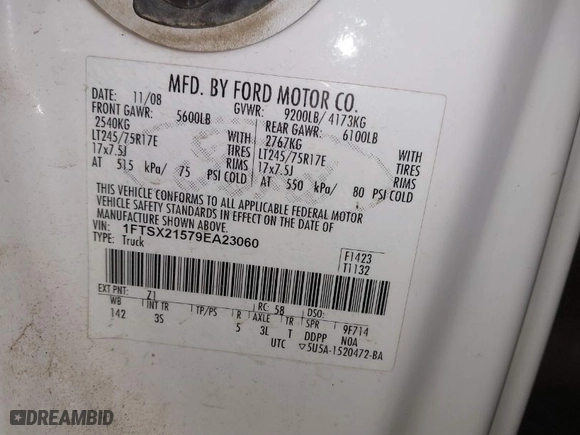 MFD. BY FORD MOTOR CO.
DATE: 11/08 GVWR: 9200LB/ 4173KG
FRONT GAWR: 5600LB REAR GAWR: 6100LB
2540KG WITH 2767KG WITH
LT245/75R17E TIRES LT245/75R17E TIRES
17x7.5J RIMS 17x7.5J RIMS
AT 515 kPa/ 75 PSI COLD AT 550 kPa/ 80 PSI COLD
THIS VEHICLE CONFORMS TO ALL APPLICABLE FEDERAL MOTOR
VEHICLE SAFETY STANDARDS IN EFFECT ON THE DATE OF
MANUFACTURE SHOWN ABOVE.
VIN: 1FTSX21579EA23060 F1423
TYPE: Truck T1132
EXT PNT: Z1 RC: 58 DSO:
WB INT TR TP/PS R AXLE TR SPR 9F714
142 3S 5 3L T DDPP NOA
UTC ▽5U5A-1520472-BA
DREAMBID